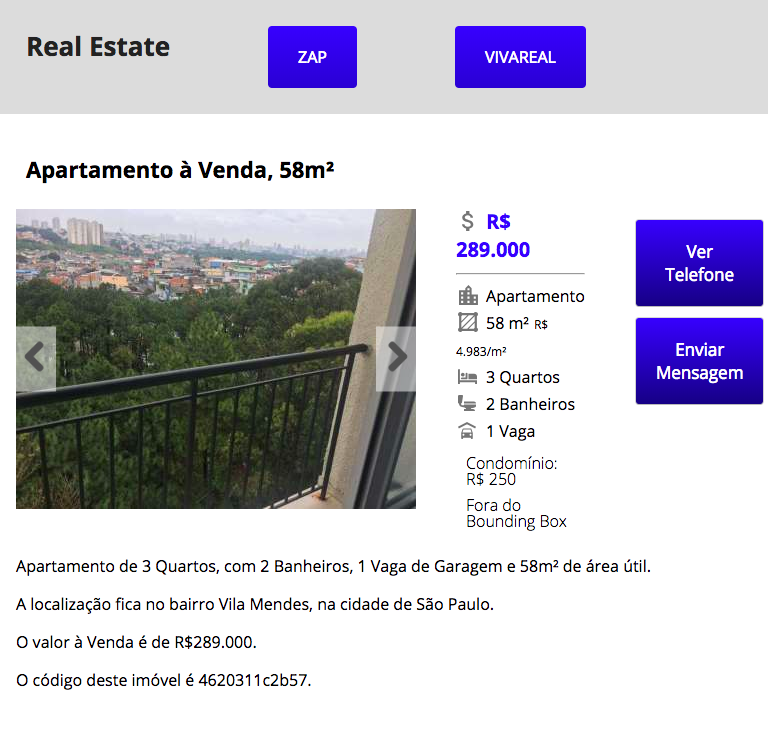 Real Estate
ZAP
VIVAREAL
Apartamento à Venda, 58m²
R$
289.000
Ver
Telefone
Apartamento
58 m² R$
4.983/m²
Enviar
Mensagem
3 Quartos
2 Banheiros
1 Vaga
Condomínio:
R$ 250
Fora do
Bounding Box
Apartamento de 3 Quartos, com 2 Banheiros, 1 Vaga de Garagem e 58m² de área útil.
A localização fica no bairro Vila Mendes, na cidade de São Paulo.
O valor à Venda é de R$289.000.
O código deste imóvel é 4620311c2b57.